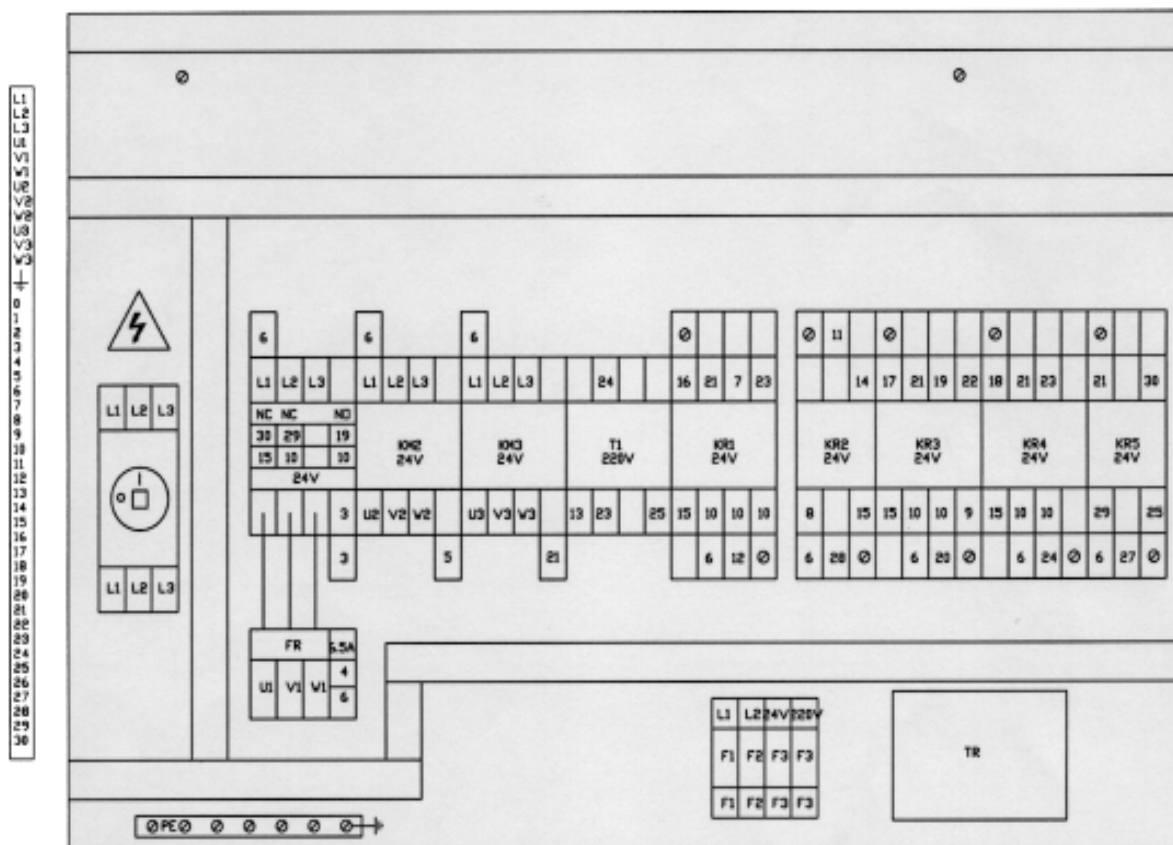 L1
L2
L3
U1
V1
W1
U2
V2
W2
U3
V3
W3
0
1
2
3
4
5
6
7
8
9
10
11
12
13
14
15
16
17
18
19
20
21
22
23
24
25
26
27
28
29
30
6 6 6 11
L1 L2 L3 L1 L2 L3 L1 L2 L3 24 16 21 7 23 14 17 21 19 22 18 21 23 21 30
L1 L2 L3
NC NC NO
30 29 19
15 10 10
24V
KM2
24V
KM3
24V
T1
220V
KR1
24V
KR2
24V
KR3
24V
KR4
24V
KR5
24V
3 U2 V2 W2 U3 V3 W3 13 23 25 15 10 10 10 8 15 15 10 10 9 15 10 10 29 25
3 5 21 6 12 6 28 6 20 6 24 6 27
L1 L2 L3
FR 6.5A
U1 V1 W1 4
6
L1 L2 24V 220V
F1 F2 F3 F3
F1 F2 F3 F3
TR
PE